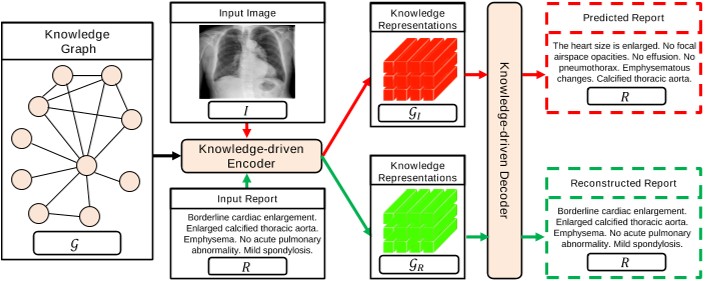 Knowledge
Graph
𝒢
Input Image
I
Knowledge-driven
Encoder
Input Report
Borderline cardiac enlargement.
Enlarged calcified thoracic aorta.
Emphysema. No acute pulmonary
abnormality. Mild spondylosis.
R
Knowledge
Representations
𝒢_I
Knowledge
Representations
𝒢_R
Knowledge-driven Decoder
Predicted Report
The heart size is enlarged. No focal
airspace opacities. No effusion. No
pneumothorax. Emphysematous
changes. Calcified thoracic aorta.
R
Reconstructed Report
Borderline cardiac enlargement.
Enlarged calcified thoracic aorta.
Emphysema. No acute pulmonary
abnormality. Mild spondylosis.
R